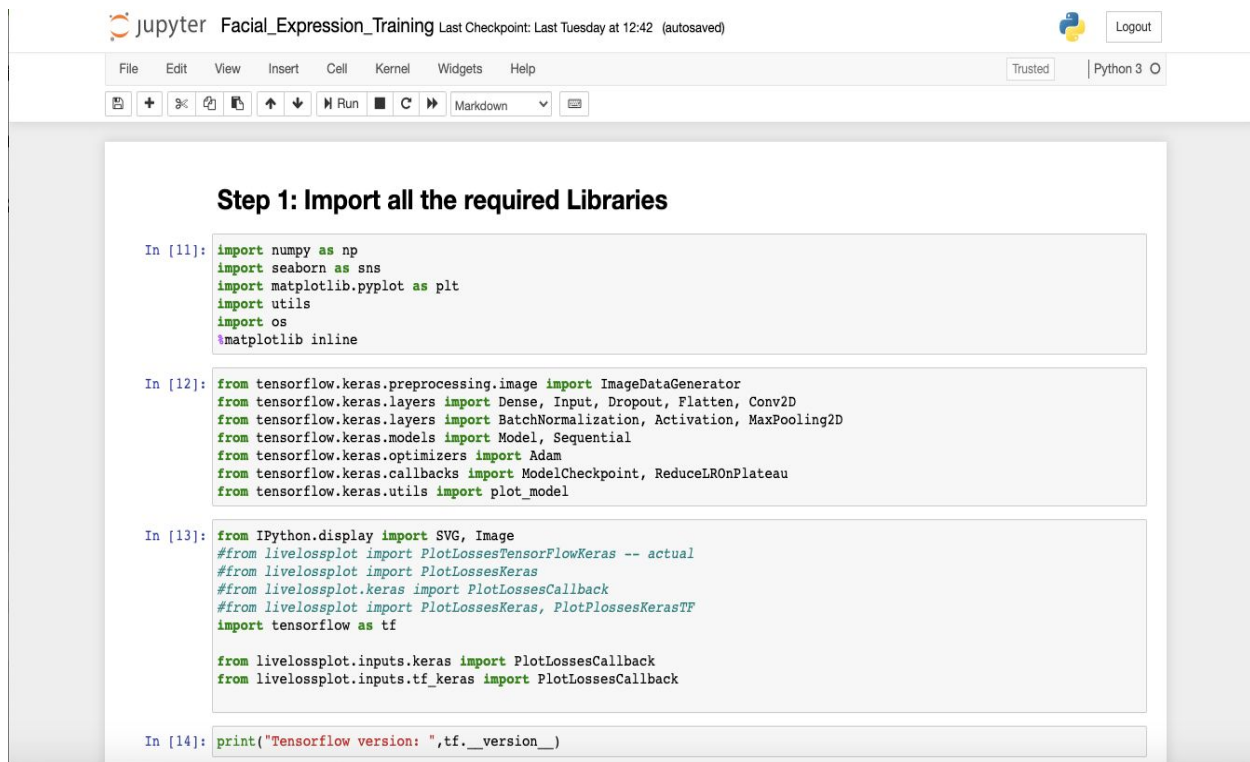 jupyter Facial_Expression_Training Last Checkpoint: Last Tuesday at 12:42 (autosaved)
Logout
File Edit View Insert Cell Kernel Widgets Help
Trusted
Python 3
Run
Markdown
Step 1: Import all the required Libraries
In [11]: import numpy as np
import seaborn as sns
import matplotlib.pyplot as plt
import utils
import os
%matplotlib inline
In [12]: from tensorflow.keras.preprocessing.image import ImageDataGenerator
from tensorflow.keras.layers import Dense, Input, Dropout, Flatten, Conv2D
from tensorflow.keras.layers import BatchNormalization, Activation, MaxPooling2D
from tensorflow.keras.models import Model, Sequential
from tensorflow.keras.optimizers import Adam
from tensorflow.keras.callbacks import ModelCheckpoint, ReduceLROnPlateau
from tensorflow.keras.utils import plot_model
In [13]: from IPython.display import SVG, Image
#from livelossplot import PlotLossesTensorFlowKeras -- actual
#from livelossplot import PlotLossesKeras
#from livelossplot.keras import PlotLossesCallback
#from livelossplot import PlotLossesKeras, PlotPlossesKerasTF
import tensorflow as tf
from livelossplot.inputs.keras import PlotLossesCallback
from livelossplot.inputs.tf_keras import PlotLossesCallback
In [14]: print("Tensorflow version: ",tf.__version__)